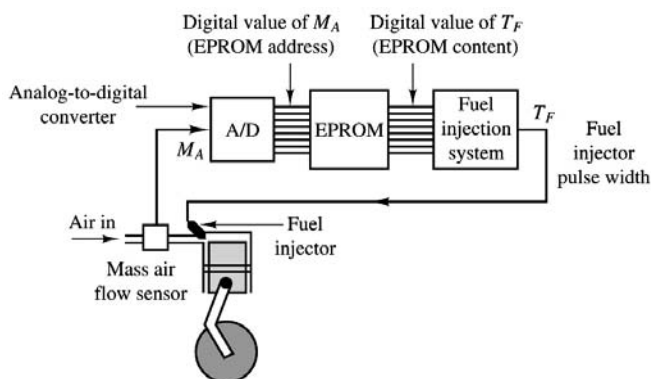 Digital value of M_A
(EPROM address)
Digital value of T_F
(EPROM content)
Analog-to-digital
converter
A/D
EPROM
Fuel
injection
system
M_A
T_F
Fuel
injector
pulse width
Air in
Fuel
injector
Mass air
flow sensor